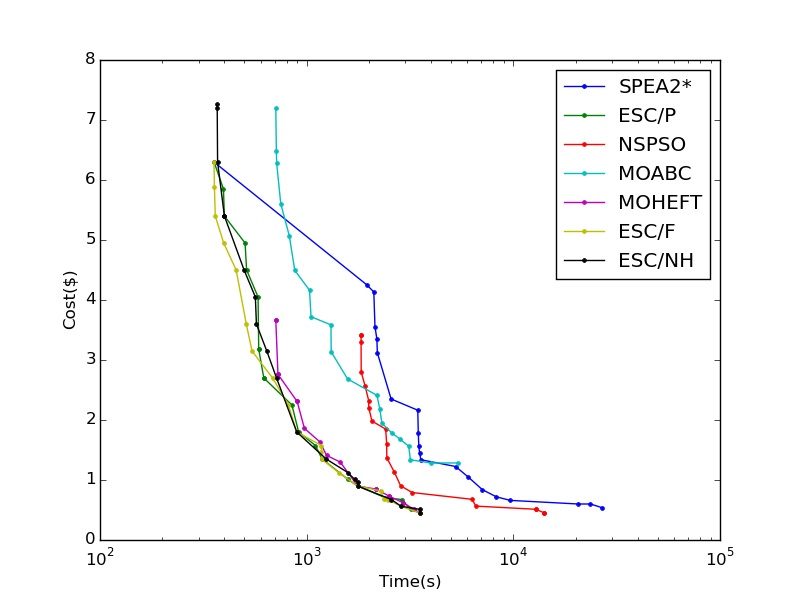 8
7
6
5
4
3
2
1
0
Cost($)
10^2
10^3
10^4
10^5
Time(s)
SPEA2*
ESC/P
NSPSO
MOABC
MOHEFT
ESC/F
ESC/NH